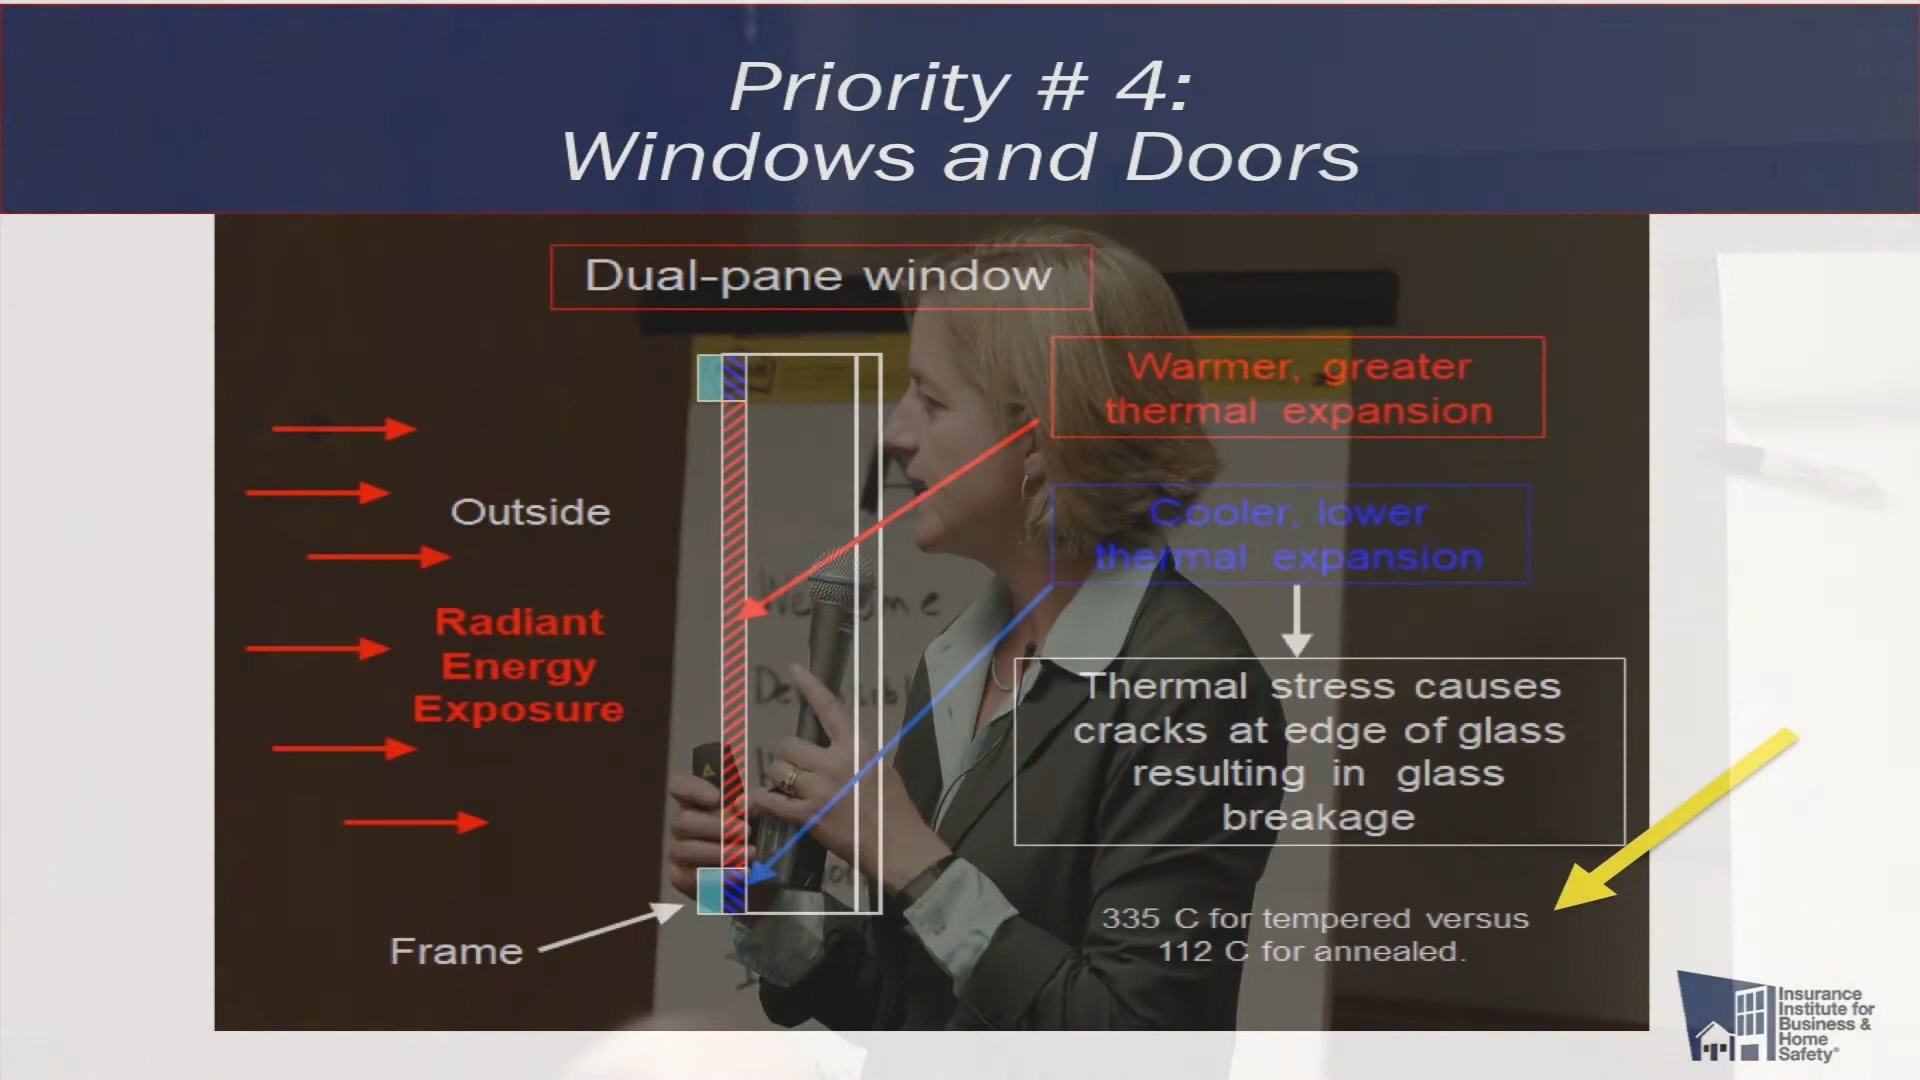 Priority # 4:
Windows and Doors
Dual-pane window
Warmer, greater
thermal expansion
Outside
Cooler, lower
thermal expansion
Radiant
Energy
Exposure
Thermal stress causes
cracks at edge of glass
resulting in glass
breakage
Frame
335 C for tempered versus
112 C for annealed.
Insurance
Institute for
Business &
Home
Safety®